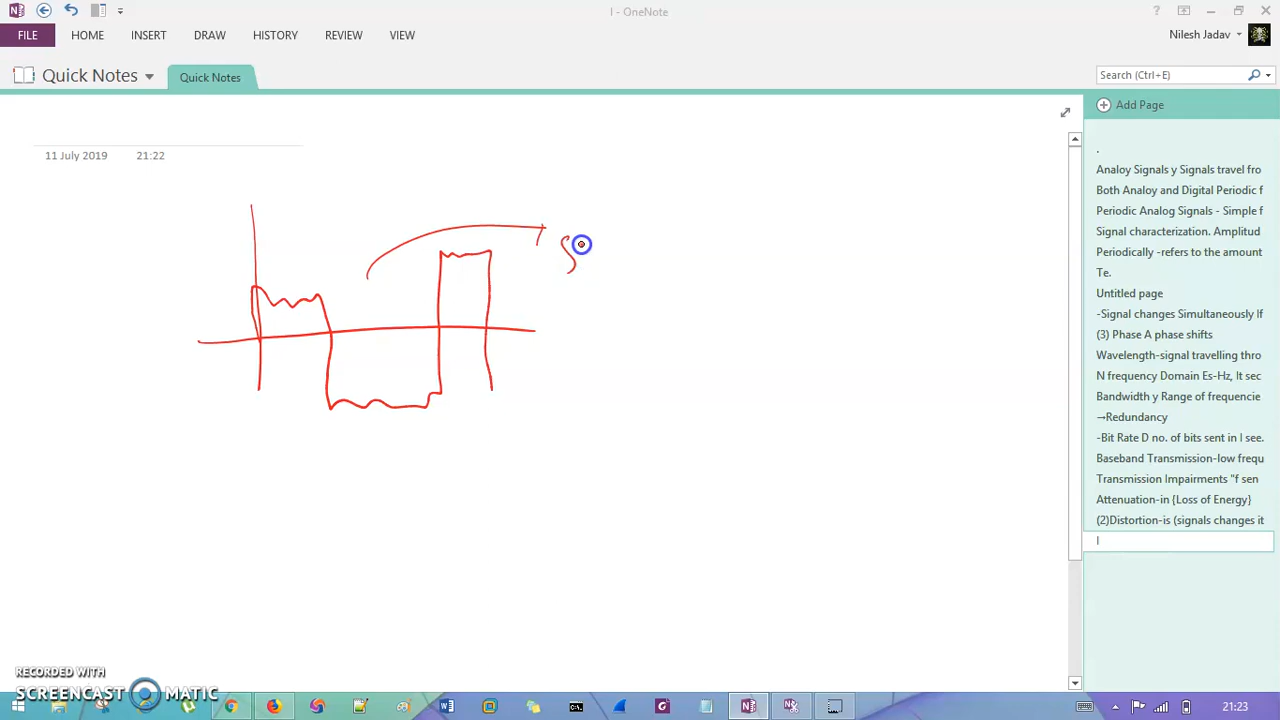 I - OneNote
?
FILE HOME INSERT DRAW HISTORY REVIEW VIEW
Nilesh Jadav
Quick Notes
Quick Notes
Search (Ctrl+E)
Add Page
11 July 2019 21:22
.
Analoy Signals y Signals travel fro
Both Analoy and Digital Periodic f
Periodic Analog Signals - Simple f
Signal characterization. Amplitud
Periodically -refers to the amount
Te.
Untitled page
-Signal changes Simultaneously If
(3) Phase A phase shifts
Wavelength-signal travelling thro
N frequency Domain Es-Hz, It sec
Bandwidth y Range of frequencie
→Redundancy
-Bit Rate D no. of bits sent in I see.
Baseband Transmission-low frequ
Transmission Impairments "f sen
Attenuation-in {Loss of Energy}
(2)Distortion-is (signals changes it
I
S
RECORDED WITH
SCREENCAST MATIC
21:23